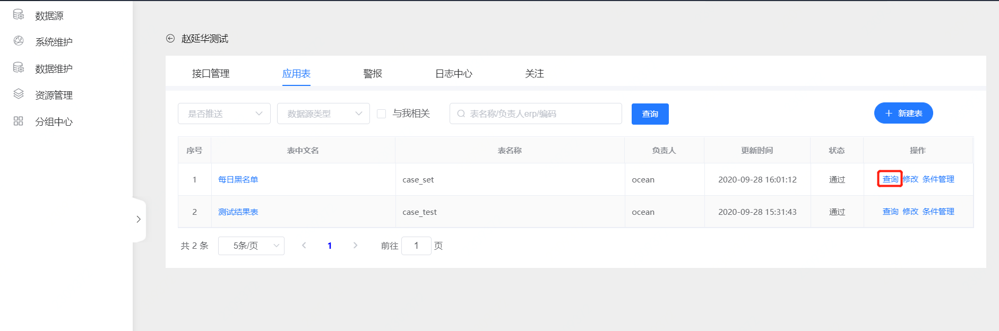 数据源
系统维护
数据维护
资源管理
分组中心
赵延华测试
接口管理 应用表 警报 日志中心 关注
是否推送 数据源类型 与我相关 表名称/负责人erp/编码 查询 新建表
序号 表中文名 表名称 负责人 更新时间 状态 操作
1 每日黑名单 case_set ocean 2020-09-28 16:01:12 通过 查询 修改 条件管理
2 测试结果表 case_test ocean 2020-09-28 15:31:43 通过 查询 修改 条件管理
共 2 条 5条/页 1 前往 1 页